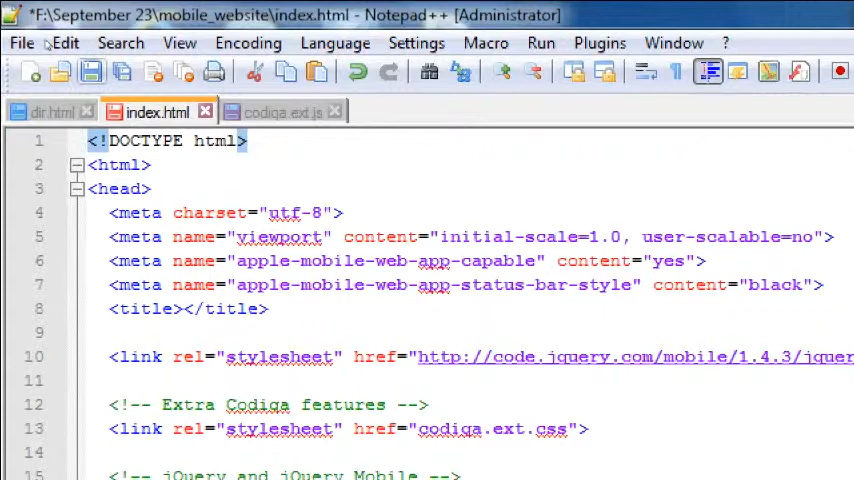 *F:\September 23\mobile_website\index.html - Notepad++ [Administrator]
File Edit Search View Encoding Language Settings Macro Run Plugins Window ?
dir.html index.html codiqa.ext.js
1 <!DOCTYPE html>
2 <html>
3 <head>
4 <meta charset="utf-8">
5 <meta name="viewport" content="initial-scale=1.0, user-scalable=no">
6 <meta name="apple-mobile-web-app-capable" content="yes">
7 <meta name="apple-mobile-web-app-status-bar-style" content="black">
8 <title></title>
9
10 <link rel="stylesheet" href="http://code.jquery.com/mobile/1.4.3/jquer
11
12 <!-- Extra Codiqa features -->
13 <link rel="stylesheet" href="codiqa.ext.css">
14
15 <!-- jQuery and jQuery Mobile -->